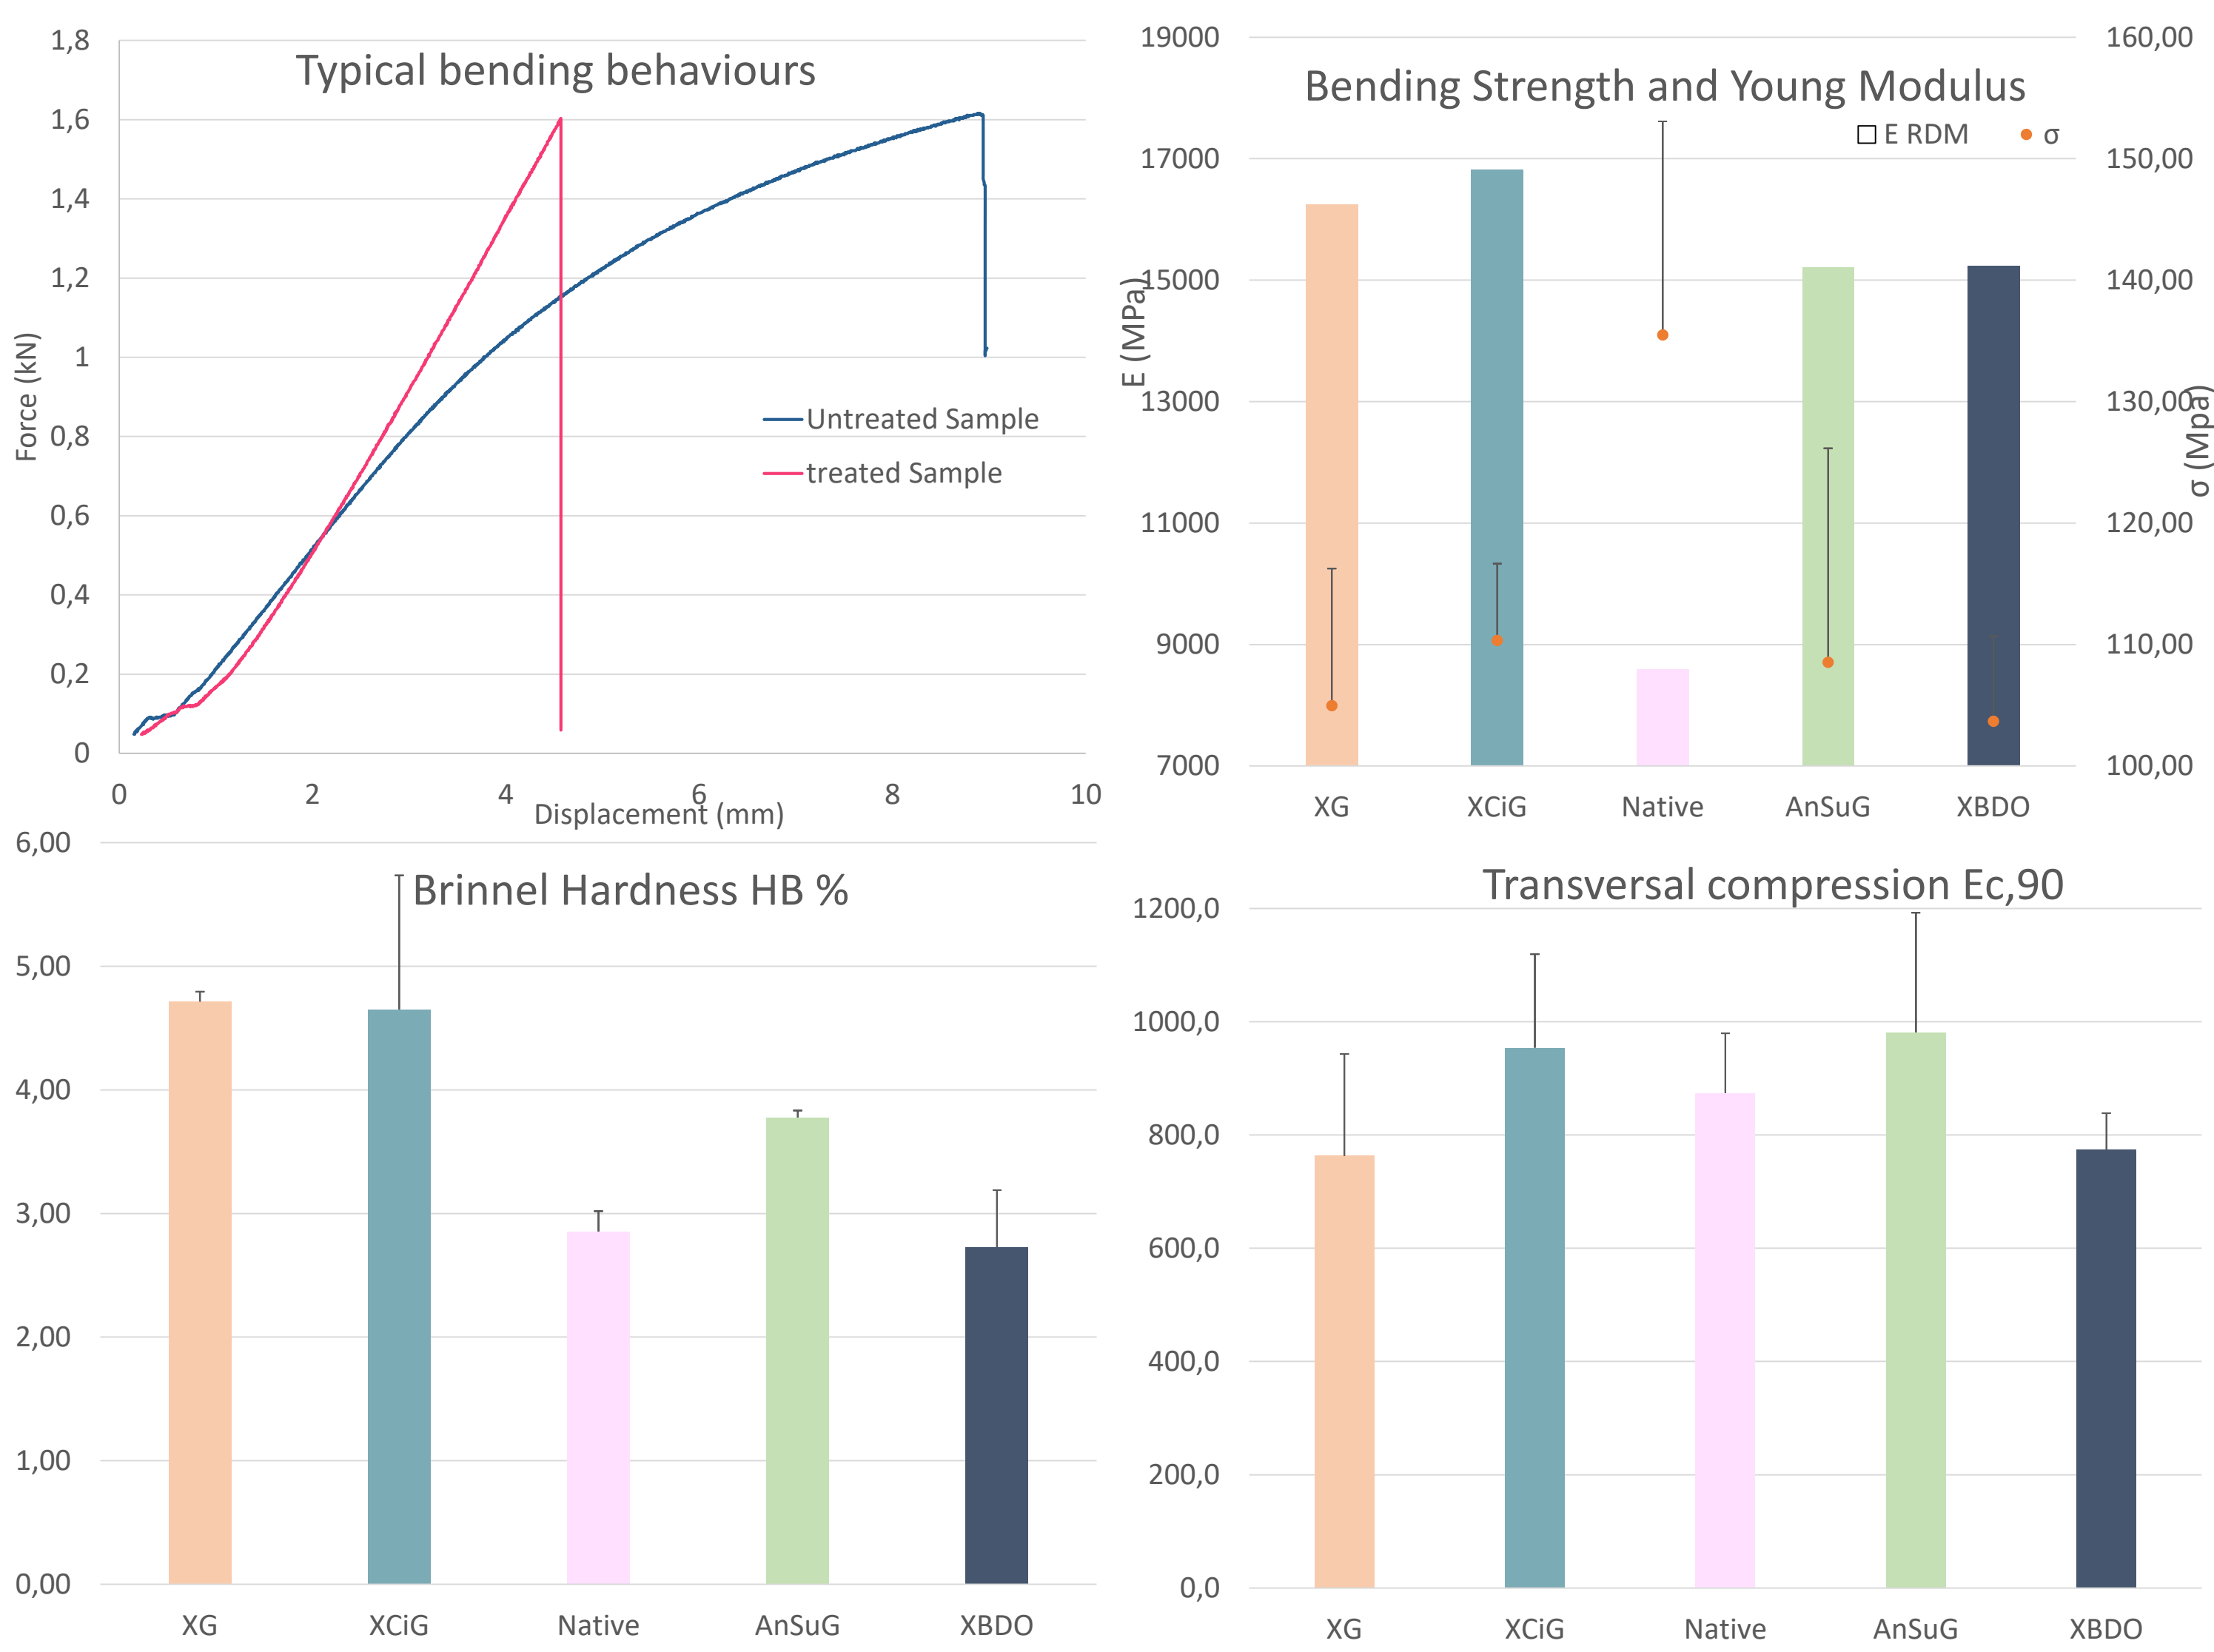 Typical bending behaviours
1,8
1,6
1,4
1,2
1
0,8
0,6
0,4
0,2
0
Force (kN)
Untreated Sample
treated Sample
0 2 4 6 8 10
Displacement (mm)
Bending Strength and Young Modulus
E RDM σ
19000
17000
15000
13000
11000
9000
7000
E (MPa)
160,00
150,00
140,00
130,00
120,00
110,00
100,00
σ (Mpa)
XG XCiG Native AnSuG XBDO
Brinnel Hardness HB %
6,00
5,00
4,00
3,00
2,00
1,00
0,00
XG XCiG Native AnSuG XBDO
Transversal compression Ec,90
1200,0
1000,0
800,0
600,0
400,0
200,0
0,0
XG XCiG Native AnSuG XBDO